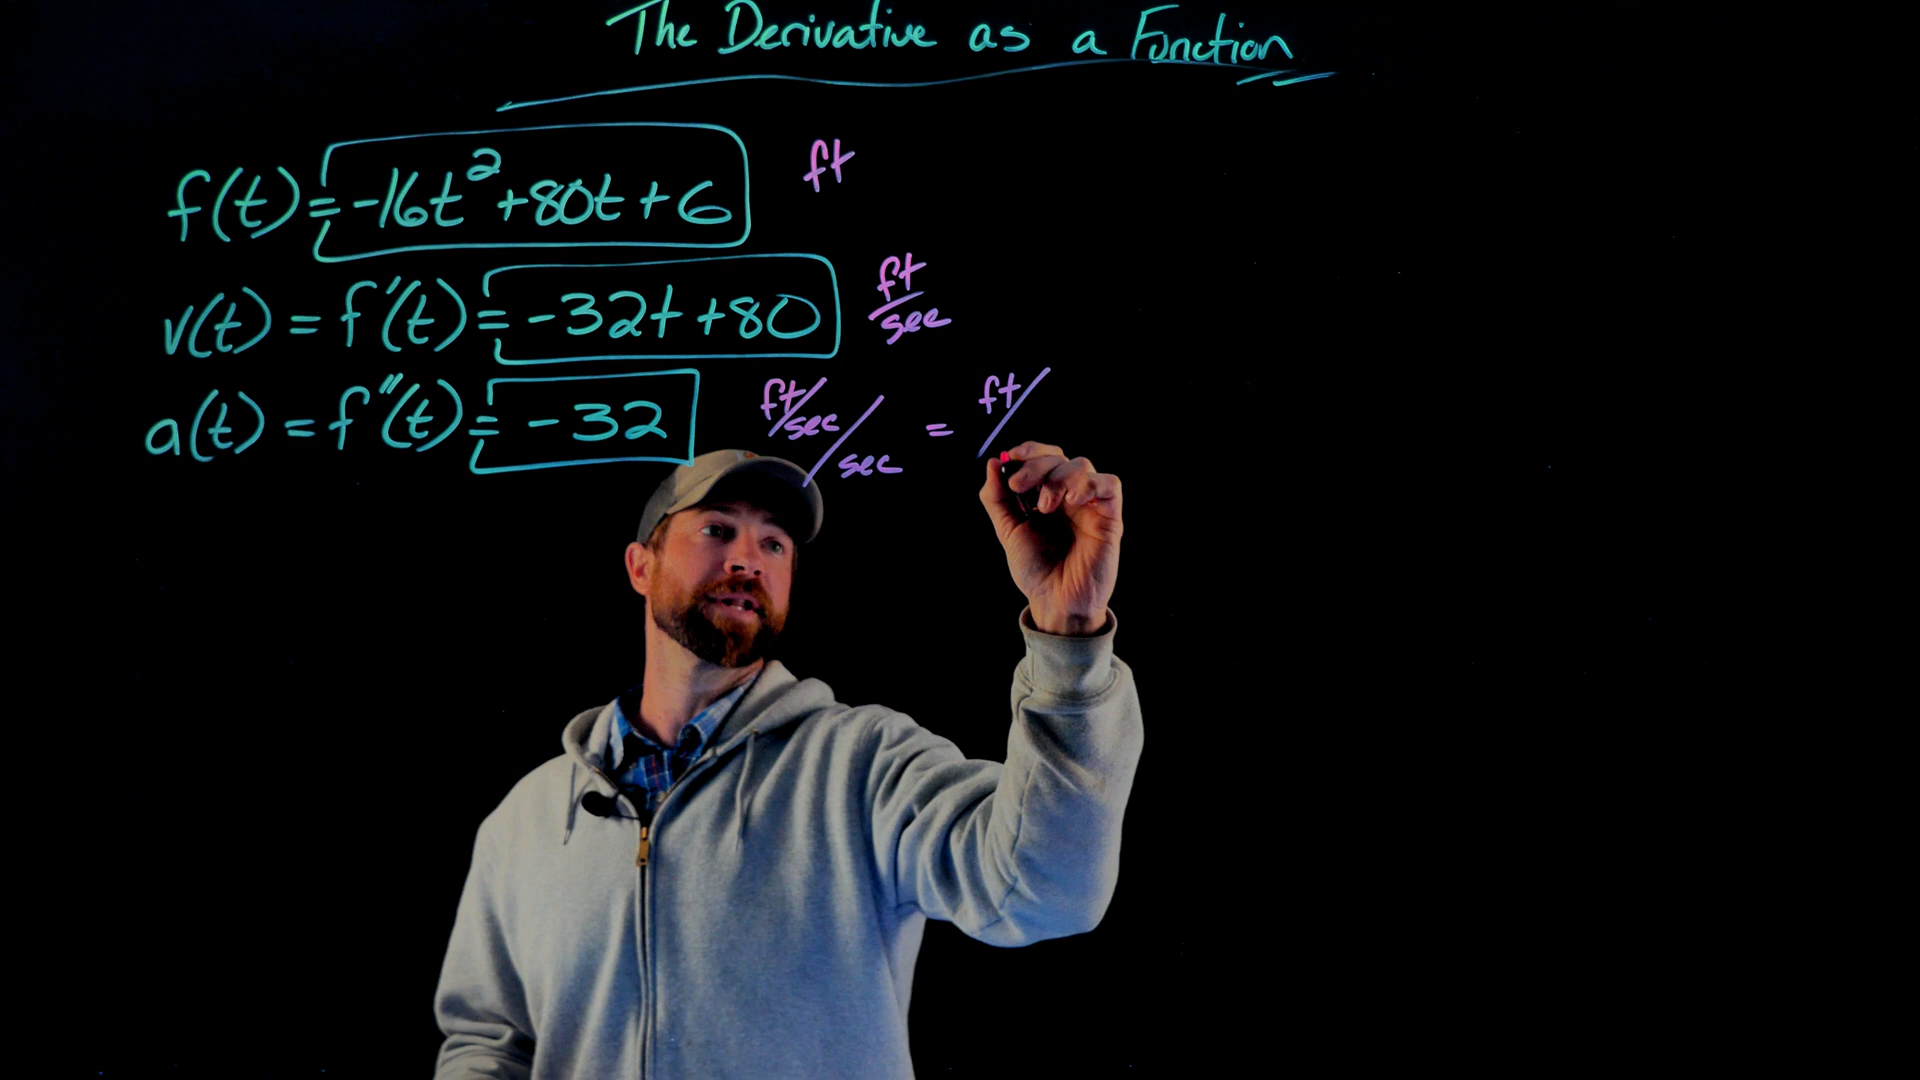 The Derivative as a Function
f(t) = -16t² + 80t + 6 ft
v(t) = f'(t) = -32t + 80 ft/sec
a(t) = f''(t) = -32 ft/sec/sec = ft/